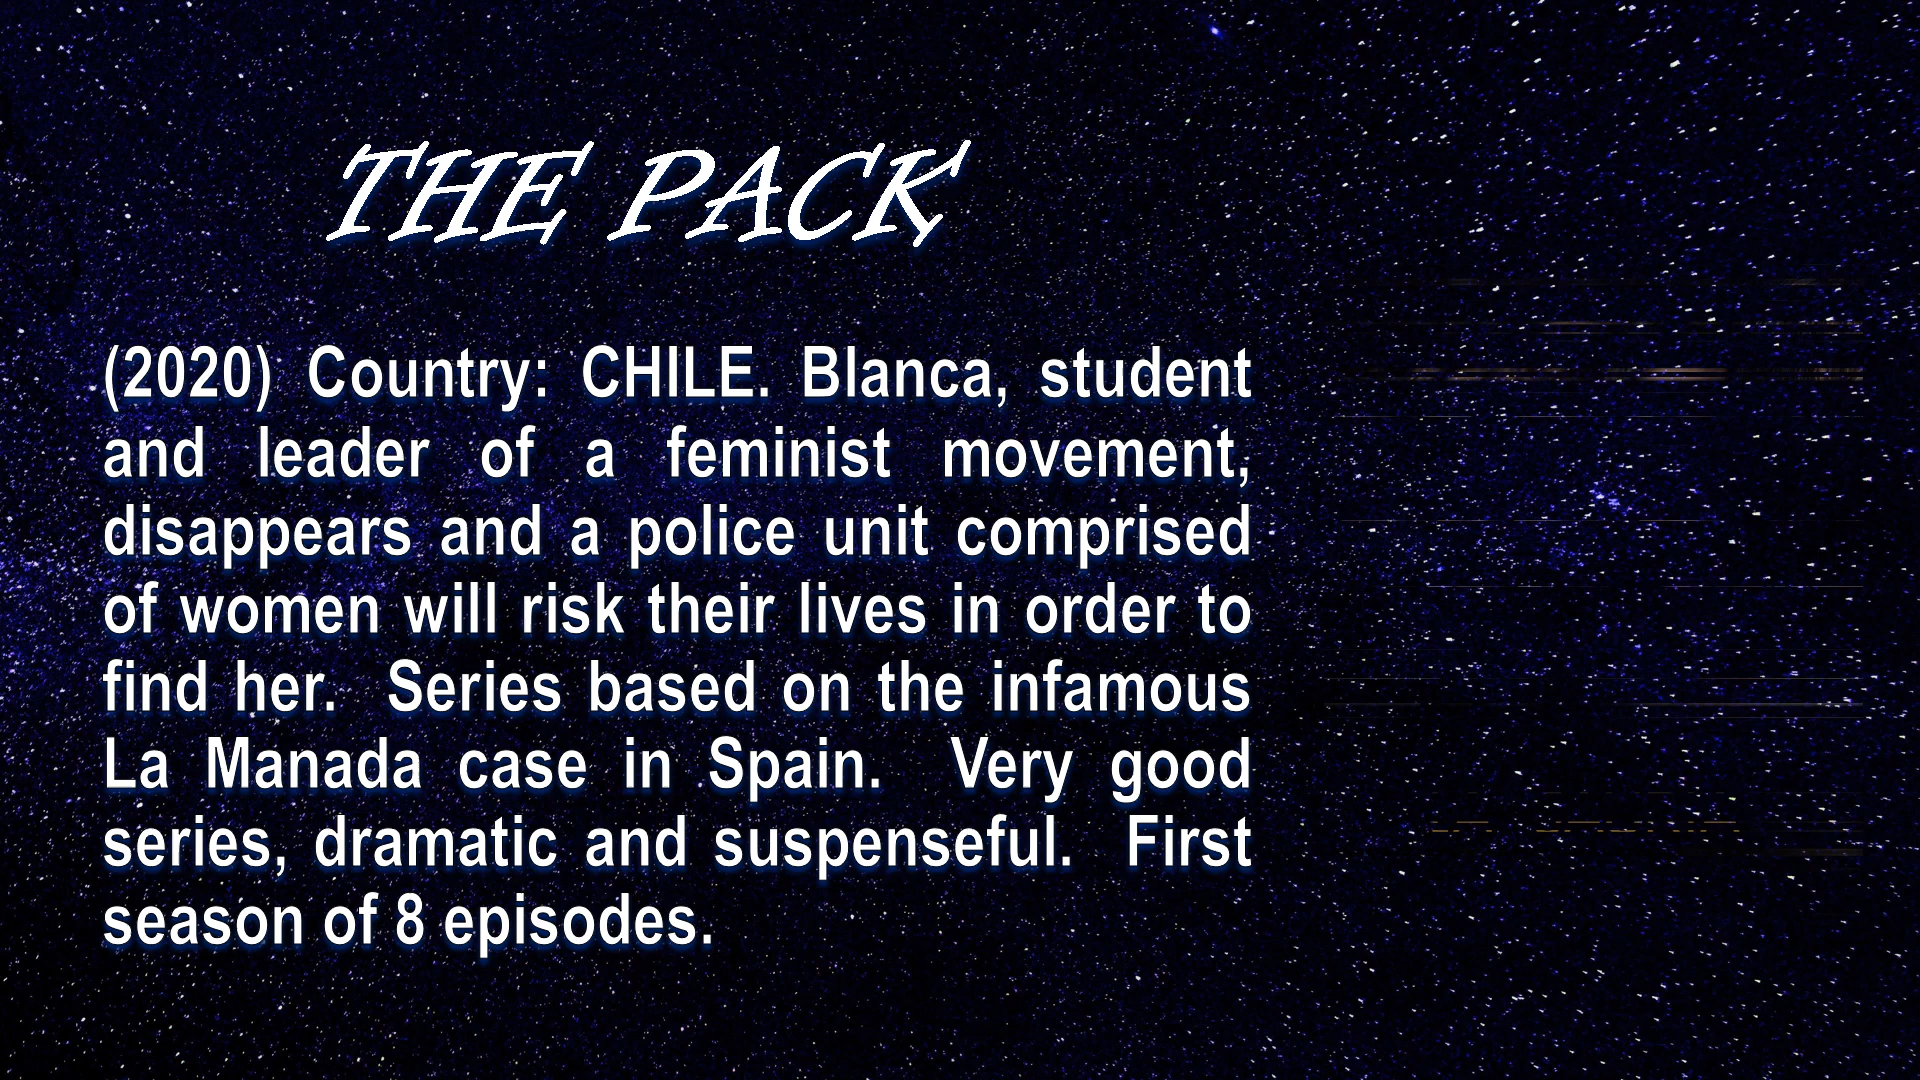 THE PACK
(2020) Country: CHILE. Blanca, student
and leader of a feminist movement,
disappears and a police unit comprised
of women will risk their lives in order to
find her. Series based on the infamous
La Manada case in Spain. Very good
series, dramatic and suspenseful. First
season of 8 episodes.